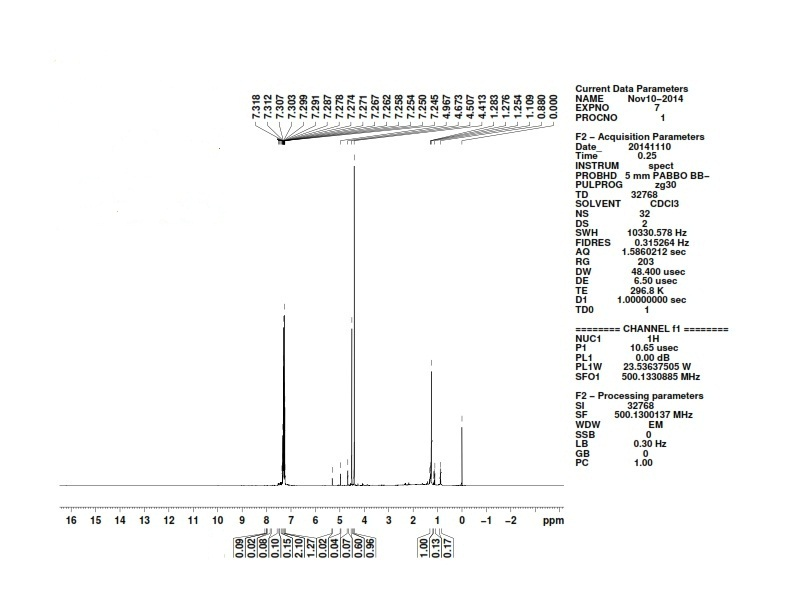 7.318
7.312
7.307
7.303
7.299
7.291
7.287
7.278
7.274
7.271
7.267
7.262
7.258
7.254
7.250
7.245
4.967
4.673
4.507
4.413
1.283
1.276
1.254
1.109
0.880
0.000
Current Data Parameters
NAME Nov10-2014
EXPNO 7
PROCNO 1
F2 - Acquisition Parameters
Date_ 20141110
Time 0.25
INSTRUM spect
PROBHD 5 mm PABBO BB-
PULPROG zg30
TD 32768
SOLVENT CDCl3
NS 32
DS 2
SWH 10330.578 Hz
FIDRES 0.315264 Hz
AQ 1.5860212 sec
RG 203
DW 48.400 usec
DE 6.50 usec
TE 296.8 K
D1 1.00000000 sec
TD0 1
======== CHANNEL f1 ========
NUC1 1H
P1 10.65 usec
PL1 0.00 dB
PL1W 23.53637505 W
SFO1 500.1330885 MHz
F2 - Processing parameters
SI 32768
SF 500.1300137 MHz
WDW EM
SSB 0
LB 0.30 Hz
GB 0
PC 1.00
16 15 14 13 12 11 10 9 8 7 6 5 4 3 2 1 0 -1 -2 ppm
0.09
0.02
0.08
0.10
0.15
2.10
1.27
0.02
0.04
0.07
0.60
0.96
1.00
0.13
0.17